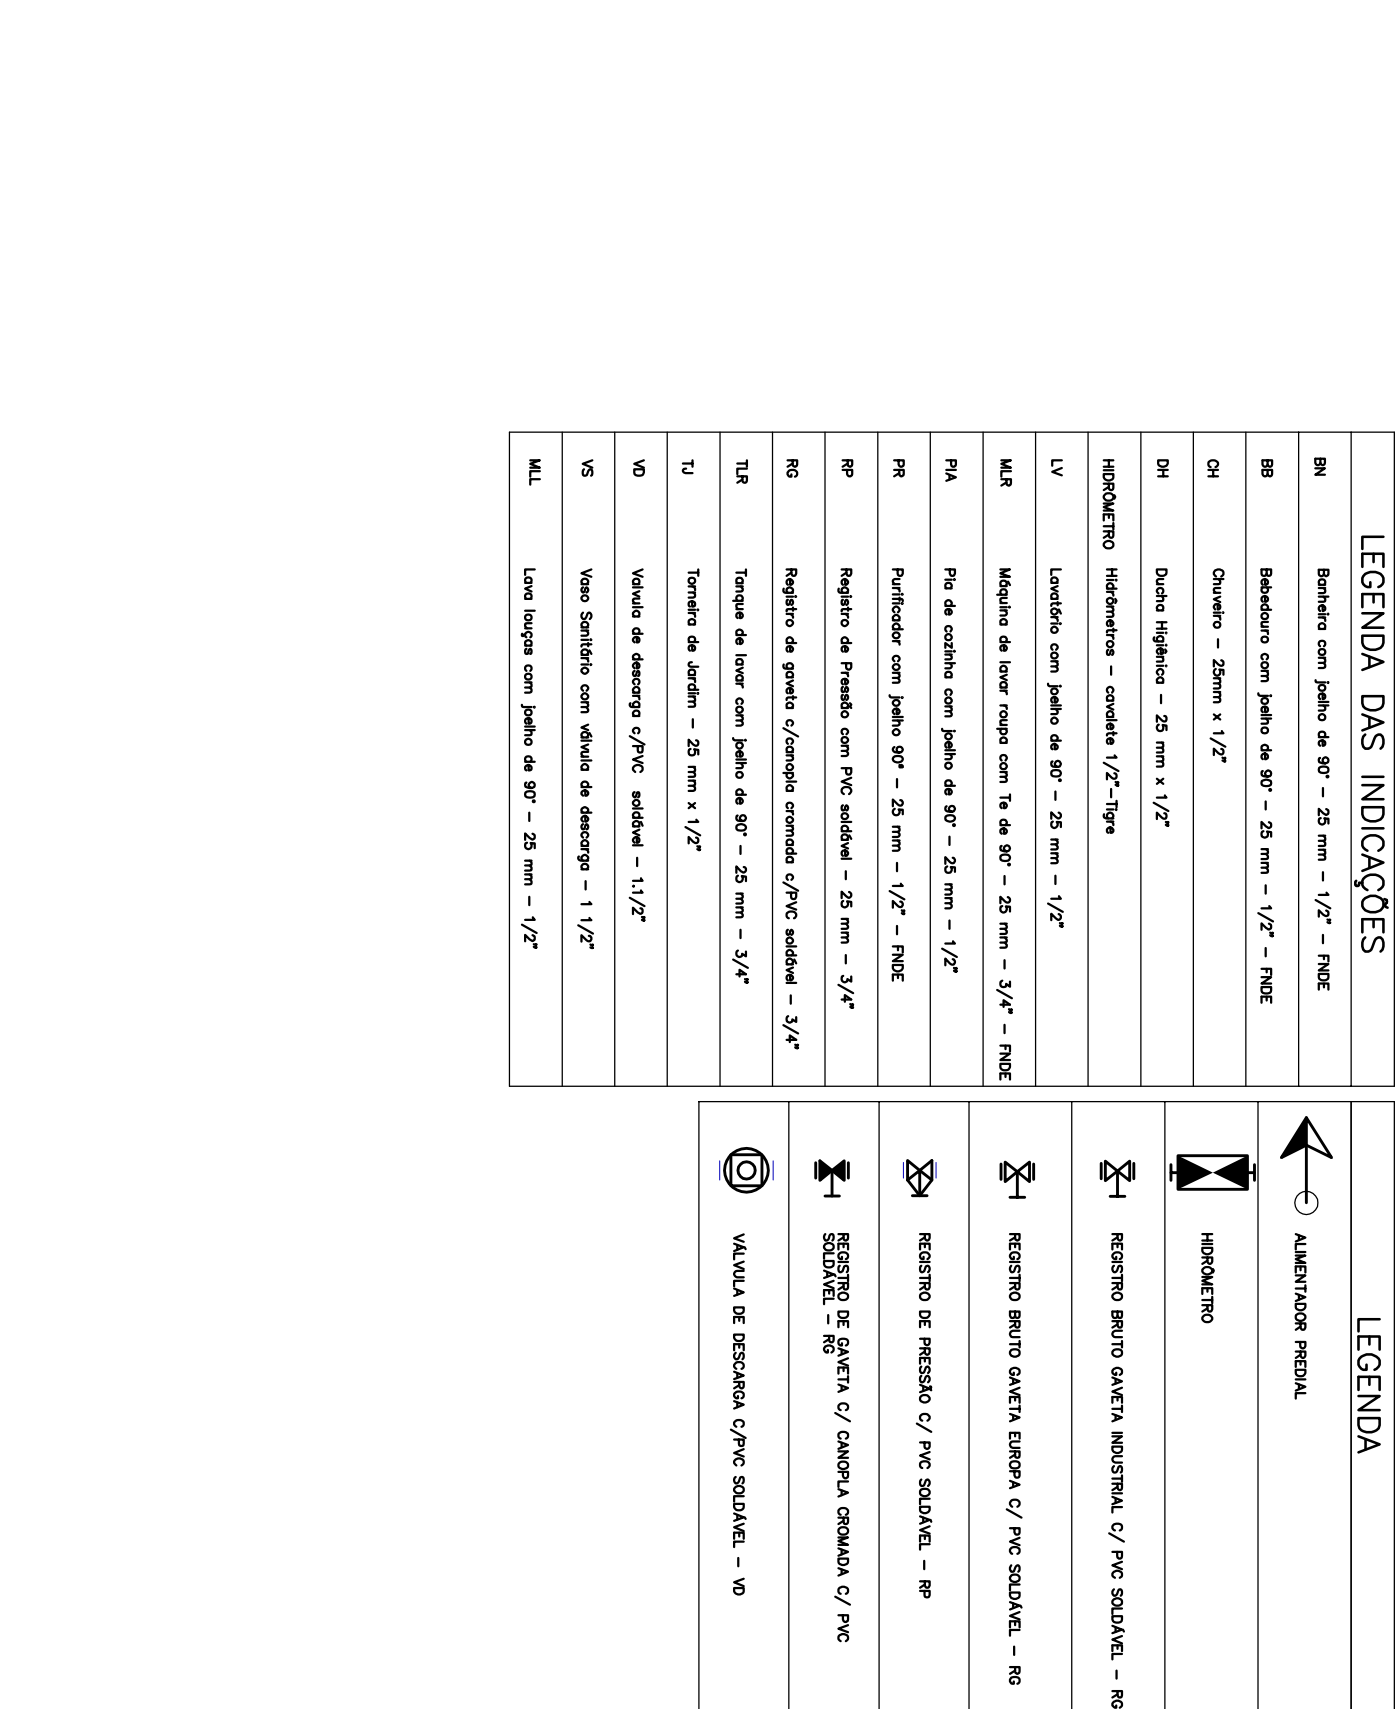 LEGENDA DAS INDICAÇÕES
BN Banheira com joelho de 90° - 25 mm - 1/2" - FNDE
BB Bebedouro com joelho de 90° - 25 mm - 1/2" - FNDE
CH Chuveiro - 25mm x 1/2"
DH Ducha Higiênica - 25 mm x 1/2"
HIDRÔMETRO Hidrômetros - cavalete 1/2"-Tigre
LV Lavatório com joelho de 90° - 25 mm - 1/2"
MLR Máquina de lavar roupa com Te de 90° - 25 mm - 3/4" - FNDE
PIA Pia de cozinha com joelho de 90° - 25 mm - 1/2"
PR Purificador com joelho 90° - 25 mm - 1/2" - FNDE
RP Registro de Pressão com PVC soldável - 25 mm - 3/4"
RG Registro de gaveta c/canopla cromada c/PVC soldável - 3/4"
TLR Tanque de lavar com joelho de 90° - 25 mm - 3/4"
TJ Torneira de Jardim - 25 mm x 1/2"
VD Valvula de descarga c/PVC soldável - 1.1/2"
VS Vaso Sanitário com válvula de descarga - 1 1/2"
MLL Lava louças com joelho de 90° - 25 mm - 1/2"
LEGENDA
ALIMENTADOR PREDIAL
HIDRÔMETRO
REGISTRO BRUTO GAVETA INDUSTRIAL C/ PVC SOLDÁVEL - RG
REGISTRO BRUTO GAVETA EUROPA C/ PVC SOLDÁVEL - RG
REGISTRO DE PRESSÃO C/ PVC SOLDÁVEL - RP
REGISTRO DE GAVETA C/ CANOPLA CROMADA C/ PVC
SOLDÁVEL - RG
VÁLVULA DE DESCARGA C/PVC SOLDÁVEL - VD